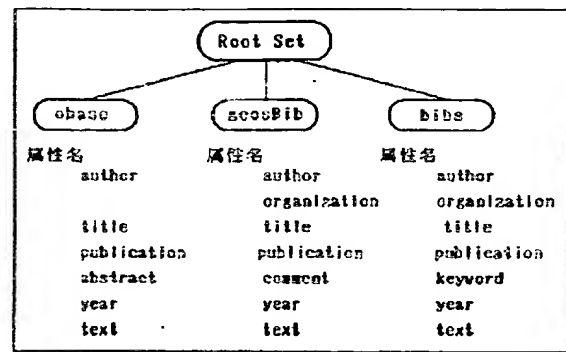 Root Set
obase geosBib bibs
属性名 属性名 属性名
author author author
organization organization
title title title
publication publication publication
abstract comment keyword
year year year
text text text